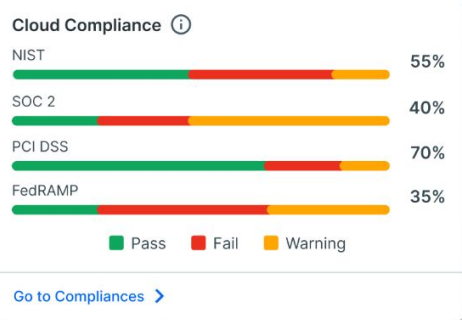 Cloud Compliance
NIST
55%
SOC 2
40%
PCI DSS
70%
FedRAMP
35%
Pass Fail Warning
Go to Compliances